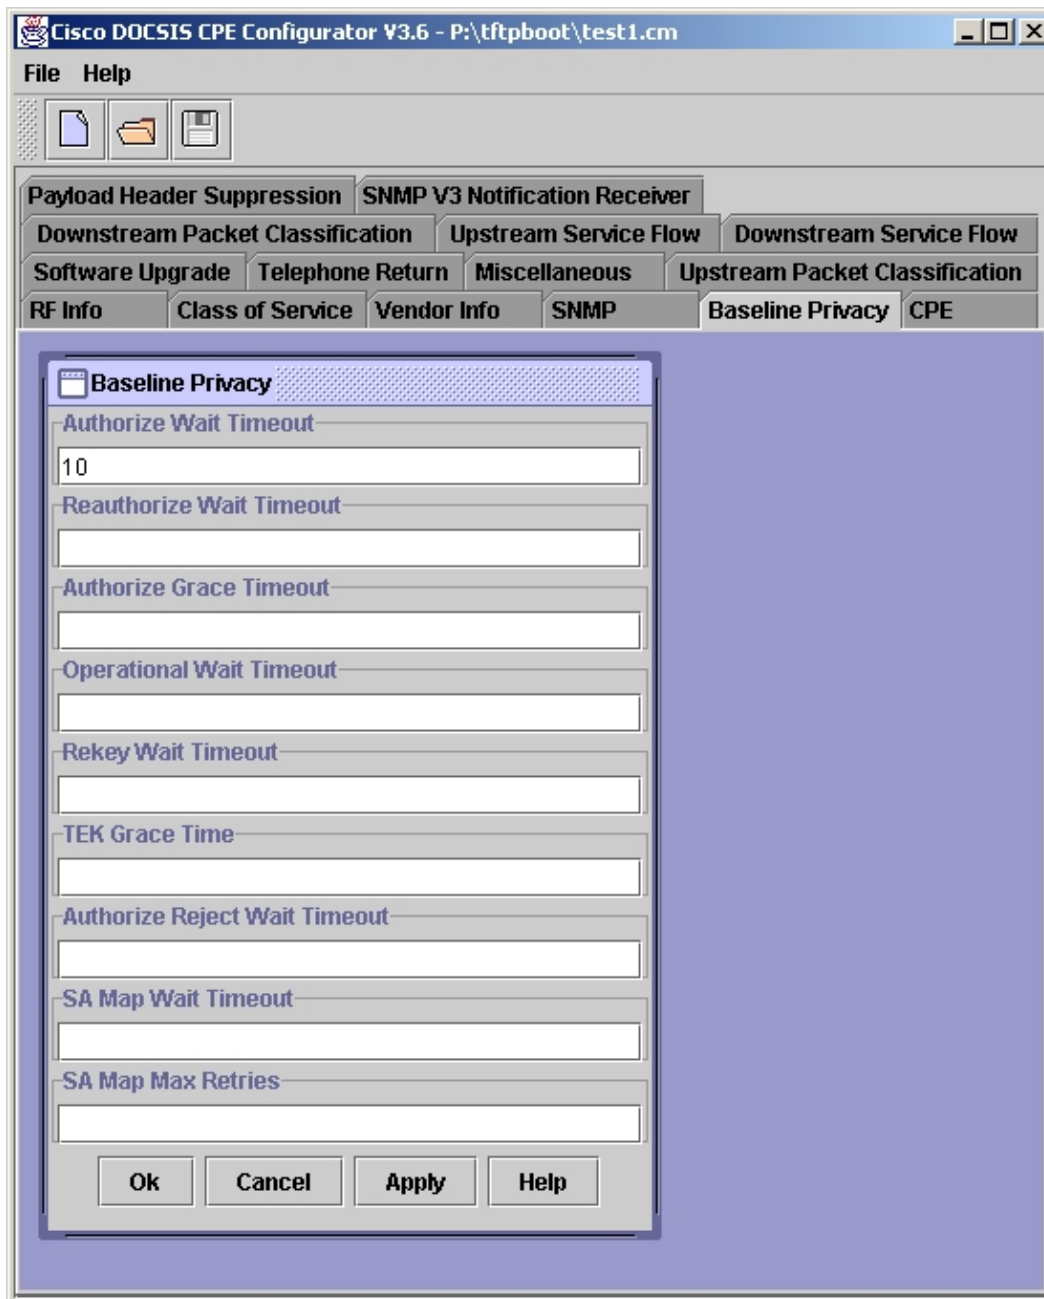 Cisco DOCSIS CPE Configurator V3.6 - P:\tftpboot\test1.cm
File Help
Payload Header Suppression SNMP V3 Notification Receiver
Downstream Packet Classification Upstream Service Flow Downstream Service Flow
Software Upgrade Telephone Return Miscellaneous Upstream Packet Classification
RF Info Class of Service Vendor Info SNMP Baseline Privacy CPE
Baseline Privacy
Authorize Wait Timeout
10
Reauthorize Wait Timeout
Authorize Grace Timeout
Operational Wait Timeout
Rekey Wait Timeout
TEK Grace Time
Authorize Reject Wait Timeout
SA Map Wait Timeout
SA Map Max Retries
Ok Cancel Apply Help